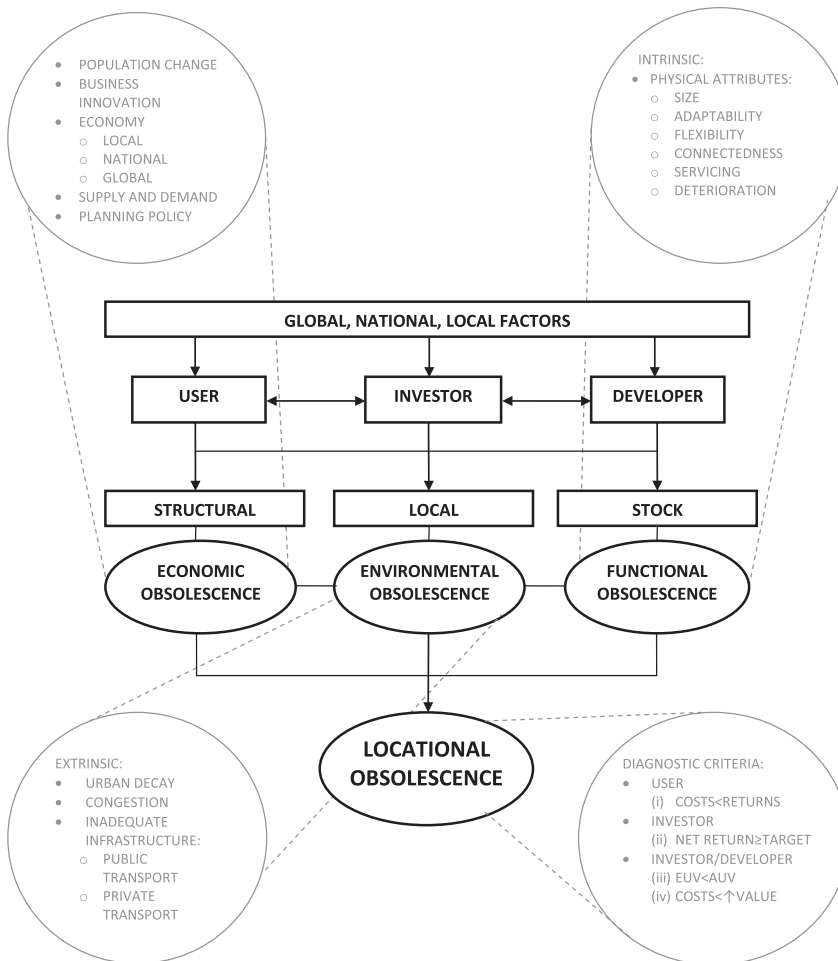 • POPULATION CHANGE
• BUSINESS
INNOVATION
• ECONOMY
○ LOCAL
○ NATIONAL
○ GLOBAL
• SUPPLY AND DEMAND
• PLANNING POLICY
INTRINSIC:
• PHYSICAL ATTRIBUTES:
○ SIZE
○ ADAPTABILITY
○ FLEXIBILITY
○ CONNECTEDNESS
○ SERVICING
○ DETERIORATION
GLOBAL, NATIONAL, LOCAL FACTORS
USER
INVESTOR
DEVELOPER
STRUCTURAL
LOCAL
STOCK
ECONOMIC
OBSOLESCENCE
ENVIRONMENTAL
OBSOLESCENCE
FUNCTIONAL
OBSOLESCENCE
LOCATIONAL
OBSOLESCENCE
EXTRINSIC:
• URBAN DECAY
• CONGESTION
• INADEQUATE
INFRASTRUCTURE:
○ PUBLIC
TRANSPORT
○ PRIVATE
TRANSPORT
DIAGNOSTIC CRITERIA:
• USER
(i) COSTS<RETURNS
• INVESTOR
(ii) NET RETURN≥TARGET
• INVESTOR/DEVELOPER
(iii) EUV<AUV
(iv) COSTS<↑VALUE